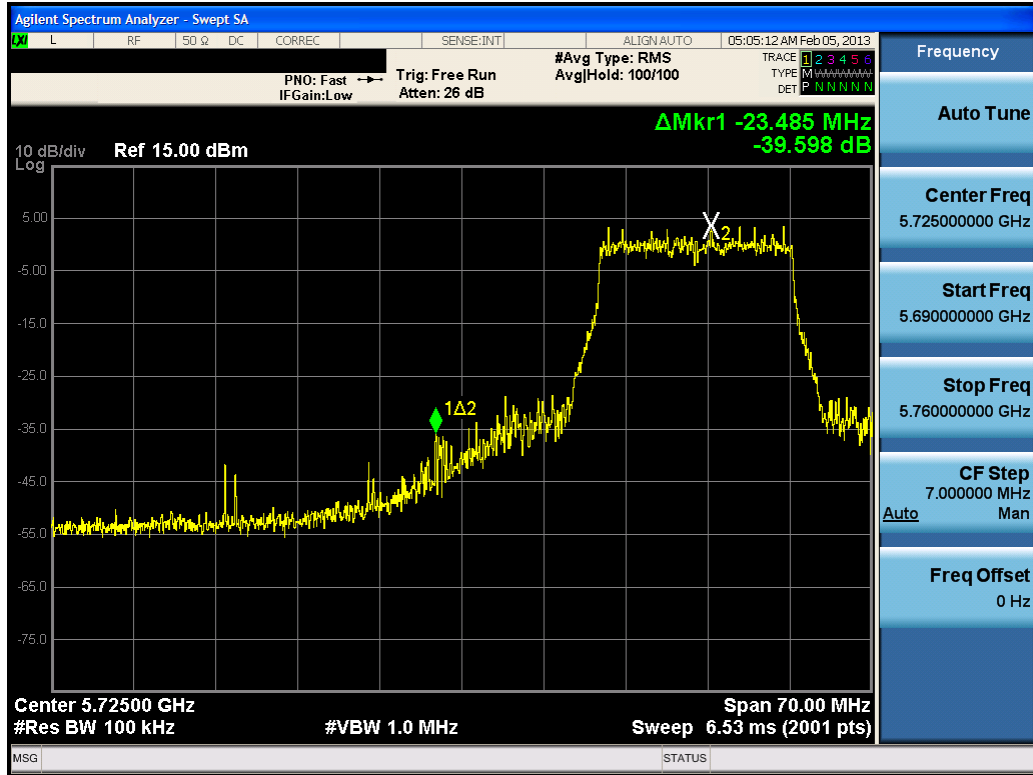 Agilent Spectrum Analyzer - Swept SA
LXI L RF 50 Ω DC CORREC SENSE:INT ALIGN AUTO 05:05:12 AM Feb 05, 2013
PNO: Fast
IFGain:Low
Trig: Free Run
Atten: 26 dB
#Avg Type: RMS
Avg|Hold: 100/100
TRACE 1 2 3 4 5 6
TYPE M WWWWW
DET P N N N N N
ΔMkr1 -23.485 MHz
-39.598 dB
10 dB/div Ref 15.00 dBm
Log
5.00
-5.00
-15.0
-25.0
-35.0
-45.0
-55.0
-65.0
-75.0
X2
1Δ2
Center 5.72500 GHz Span 70.00 MHz
#Res BW 100 kHz #VBW 1.0 MHz Sweep 6.53 ms (2001 pts)
MSG STATUS
Frequency
Auto Tune
Center Freq
5.725000000 GHz
Start Freq
5.690000000 GHz
Stop Freq
5.760000000 GHz
CF Step
7.000000 MHz
Auto Man
Freq Offset
0 Hz